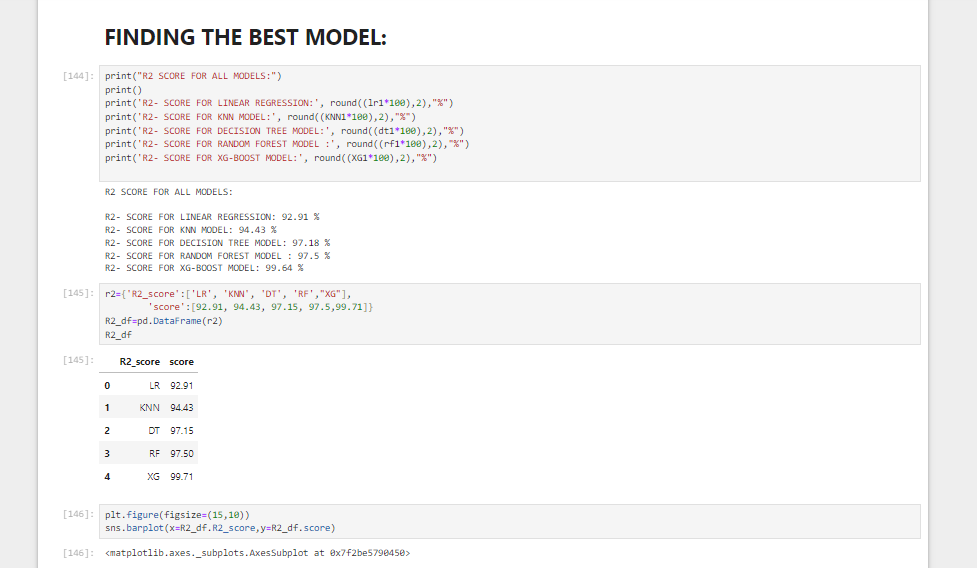 FINDING THE BEST MODEL:
[144]: print("R2 SCORE FOR ALL MODELS:")
print()
print('R2- SCORE FOR LINEAR REGRESSION:', round((lr1*100),2),"%")
print('R2- SCORE FOR KNN MODEL:', round((KNN1*100),2),"%")
print('R2- SCORE FOR DECISION TREE MODEL:', round((dt1*100),2),"%")
print('R2- SCORE FOR RANDOM FOREST MODEL :', round((rf1*100),2),"%")
print('R2- SCORE FOR XG-BOOST MODEL:', round((XG1*100),2),"%")
R2 SCORE FOR ALL MODELS:
R2- SCORE FOR LINEAR REGRESSION: 92.91 %
R2- SCORE FOR KNN MODEL: 94.43 %
R2- SCORE FOR DECISION TREE MODEL: 97.18 %
R2- SCORE FOR RANDOM FOREST MODEL : 97.5 %
R2- SCORE FOR XG-BOOST MODEL: 99.64 %
[145]: r2={'R2_score':['LR', 'KNN', 'DT', 'RF',"XG"],
'score':[92.91, 94.43, 97.15, 97.5,99.71]}
R2_df=pd.DataFrame(r2)
R2_df
[145]: R2_score score
0 LR 92.91
1 KNN 94.43
2 DT 97.15
3 RF 97.50
4 XG 99.71
[146]: plt.figure(figsize=(15,10))
sns.barplot(x=R2_df.R2_score,y=R2_df.score)
[146]: <matplotlib.axes._subplots.AxesSubplot at 0x7f2be5790450>